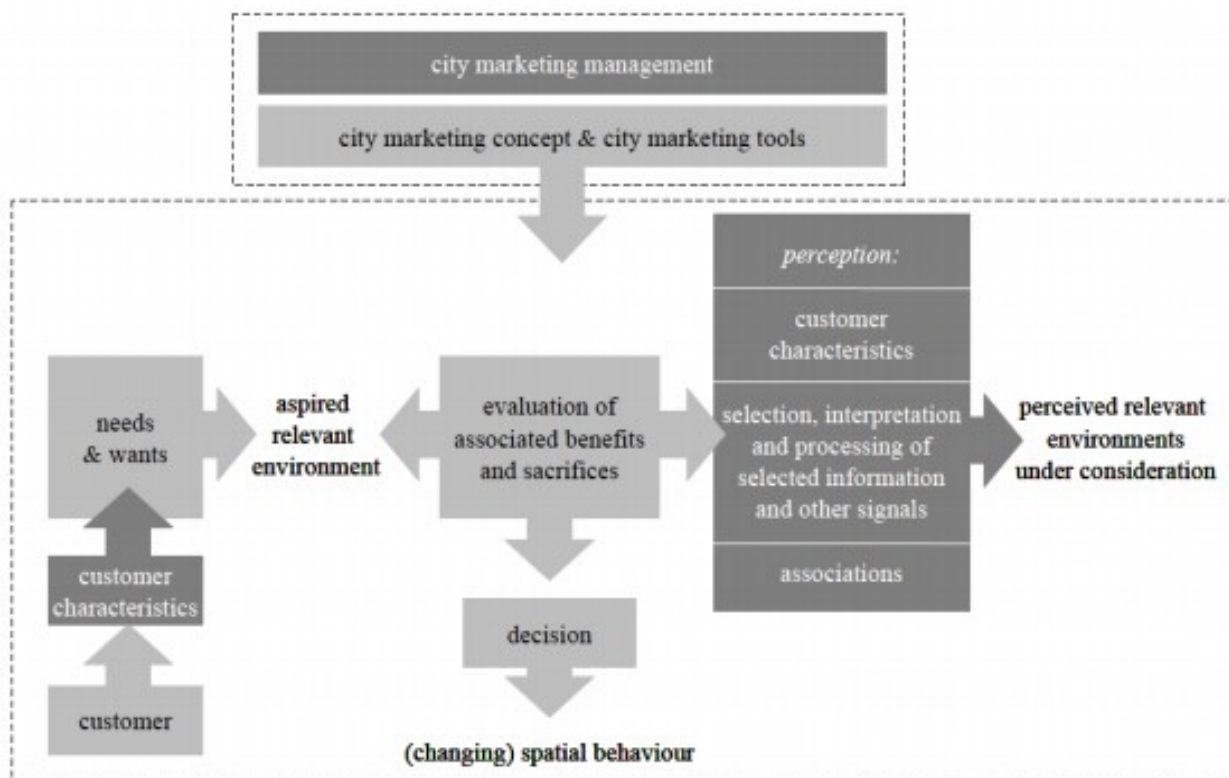 city marketing management
city marketing concept & city marketing tools
perception:
customer
characteristics
selection, interpretation
and processing of
selected information
and other signals
associations
needs
& wants
aspired
relevant
environment
evaluation of
associated benefits
and sacrifices
perceived relevant
environments
under consideration
customer
characteristics
customer
decision
(changing) spatial behaviour